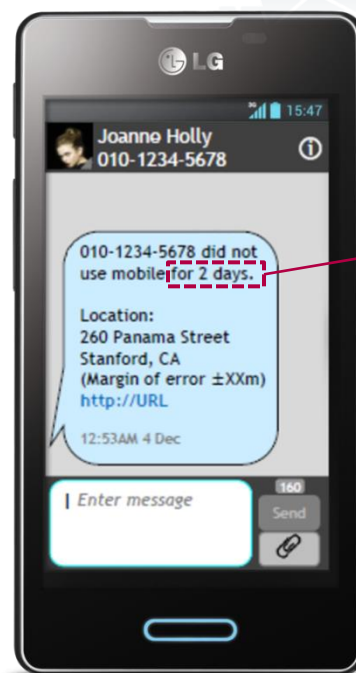 LG
3G 15:47
Joanne Holly
010-1234-5678
010-1234-5678 did not
use mobile for 2 days.
Location:
260 Panama Street
Stanford, CA
(Margin of error ±XXm)
http://URL
12:53AM 4 Dec
Enter message
160
Send